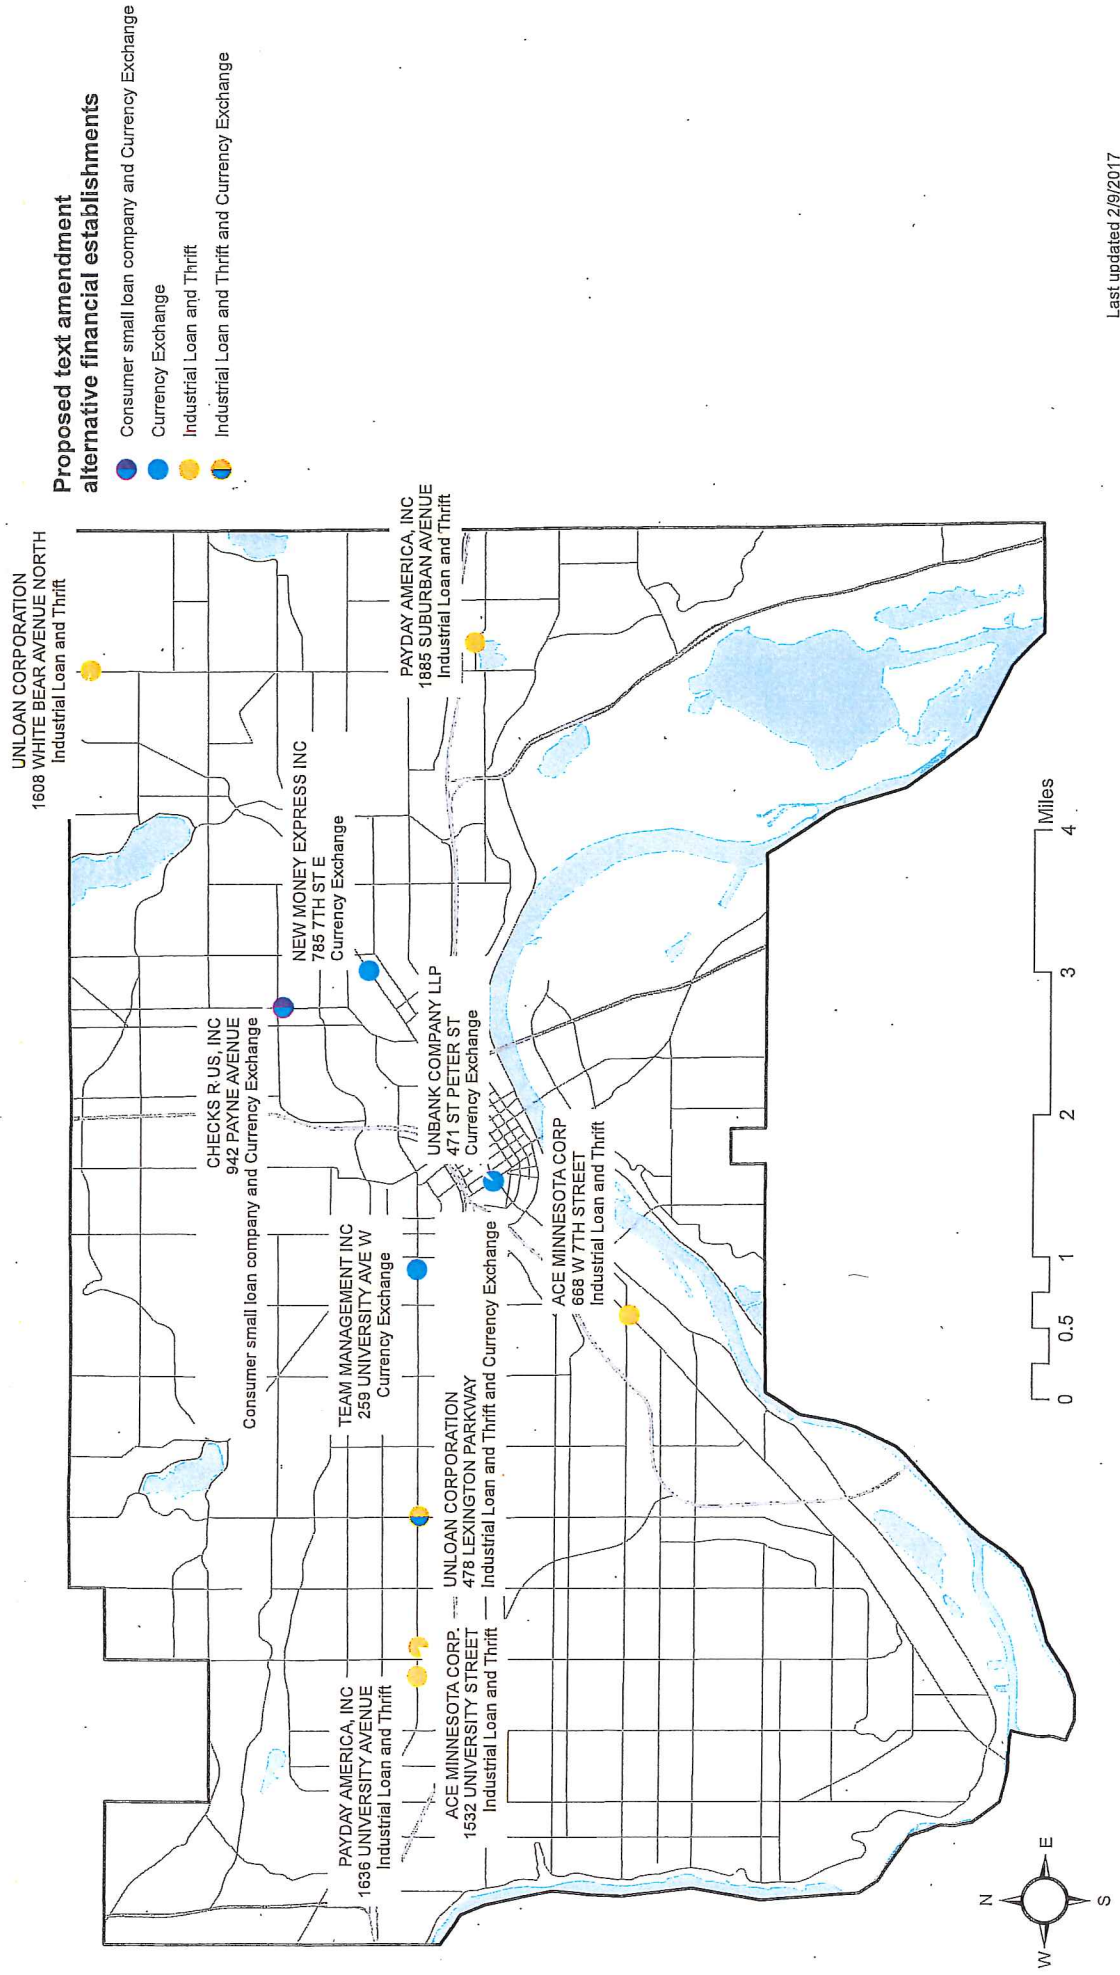 Proposed text amendment
alternative financial establishments
Consumer small loan company and Currency Exchange
Currency Exchange
Industrial Loan and Thrift
Industrial Loan and Thrift and Currency Exchange
UNLOAN CORPORATION
1608 WHITE BEAR AVENUE NORTH
Industrial Loan and Thrift
PAYDAY AMERICA, INC
1885 SUBURBAN AVENUE
Industrial Loan and Thrift
NEW MONEY EXPRESS INC
785 7TH ST E
Currency Exchange
CHECKS R US, INC
942 PAYNE AVENUE
Consumer small loan company and Currency Exchange
UNBANK COMPANY LLP
471 ST PETER ST
Currency Exchange
TEAM MANAGEMENT INC
259 UNIVERSITY AVE W
Currency Exchange
ACE MINNESOTA CORP
668 W 7TH STREET
Industrial Loan and Thrift
UNLOAN CORPORATION
478 LEXINGTON PARKWAY
Industrial Loan and Thrift and Currency Exchange
PAYDAY AMERICA, INC
1636 UNIVERSITY AVENUE
Industrial Loan and Thrift
ACE MINNESOTA CORP.
1532 UNIVERSITY STREET
Industrial Loan and Thrift
N
W E
S
0 0.5 1 2 3 4
Miles
Last updated 2/9/2017